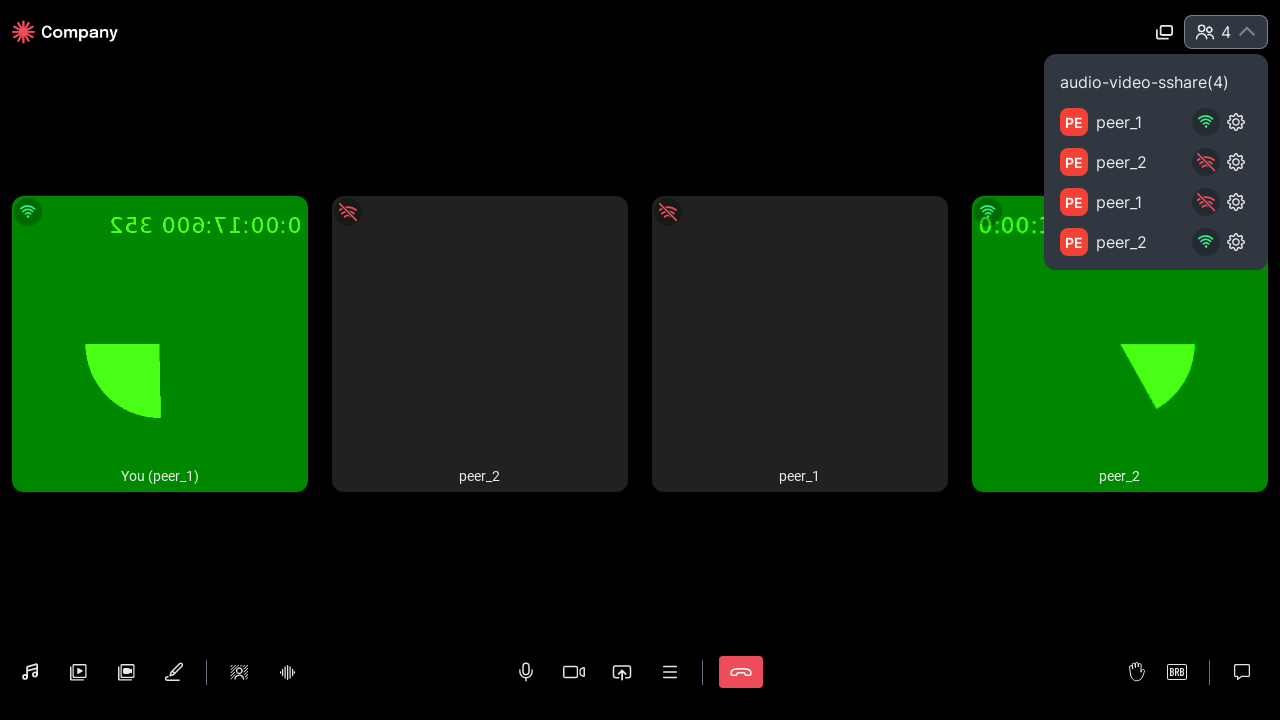 Company
4
audio-video-sshare(4)
PE peer_1
PE peer_2
PE peer_1
PE peer_2
0:00:17:600 352
0:00:1
You (peer_1)
peer_2
peer_1
peer_2
BRB